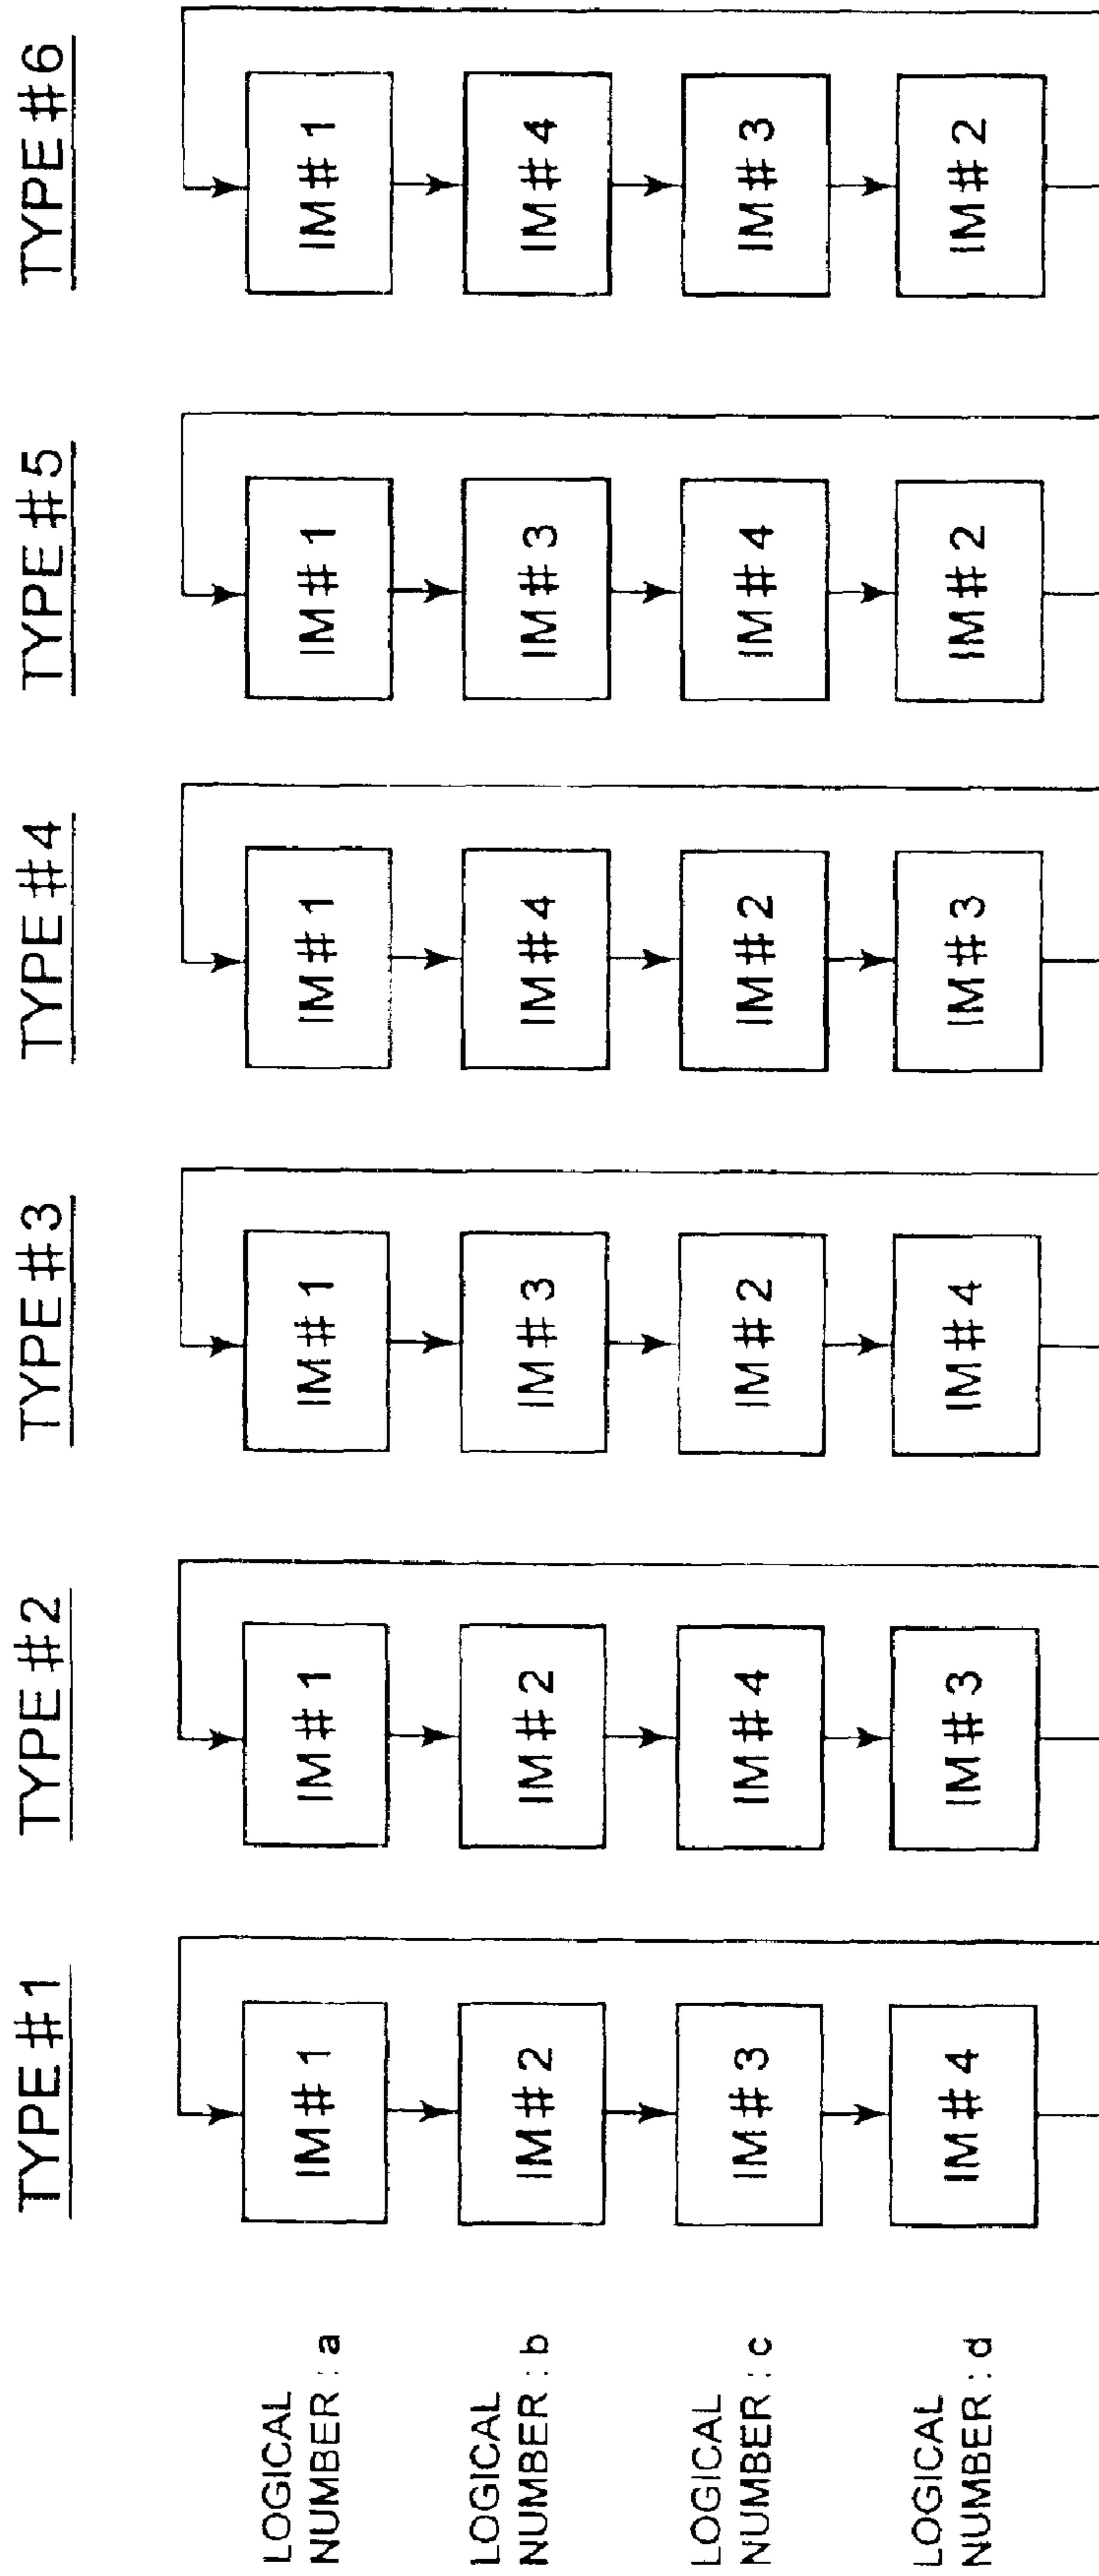 TYPE #1
TYPE #2
TYPE #3
TYPE #4
TYPE #5
TYPE #6
LOGICAL
NUMBER : a
IM # 1
IM # 1
IM # 1
IM # 1
IM # 1
IM # 1
LOGICAL
NUMBER : b
IM # 2
IM # 2
IM # 3
IM # 4
IM # 3
IM # 4
LOGICAL
NUMBER : c
IM # 3
IM # 4
IM # 2
IM # 2
IM # 4
IM # 3
LOGICAL
NUMBER : d
IM # 4
IM # 3
IM # 4
IM # 3
IM # 2
IM # 2